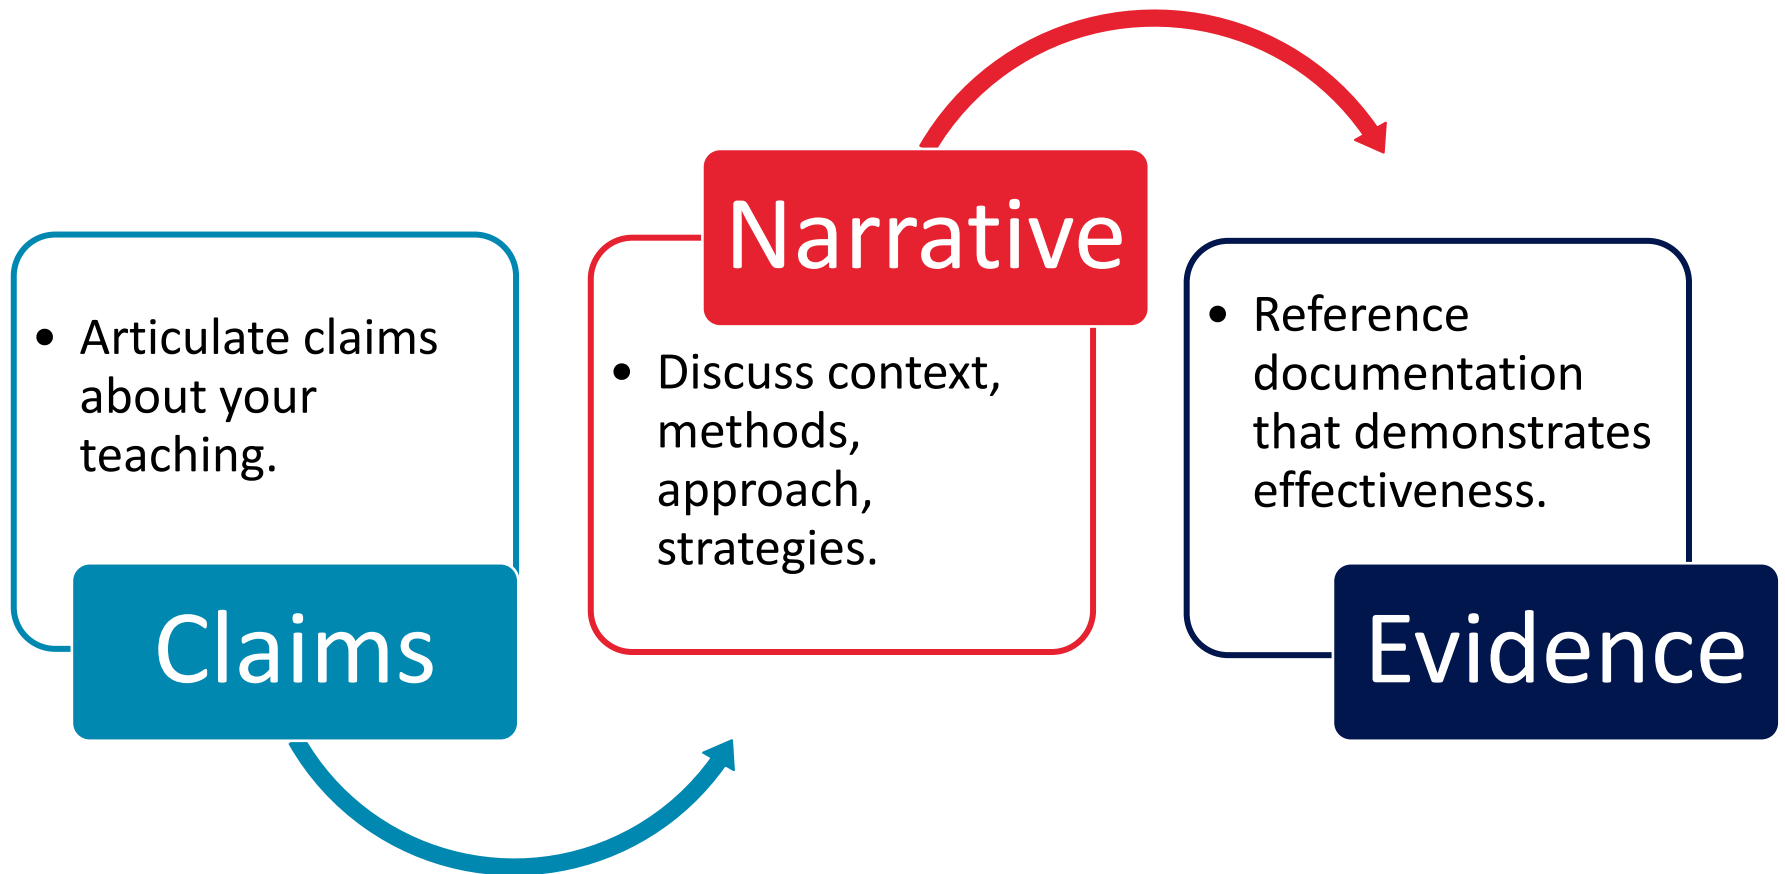 • Articulate claims
about your
teaching.
Claims
Narrative
• Discuss context,
methods,
approach,
strategies.
• Reference
documentation
that demonstrates
effectiveness.
Evidence